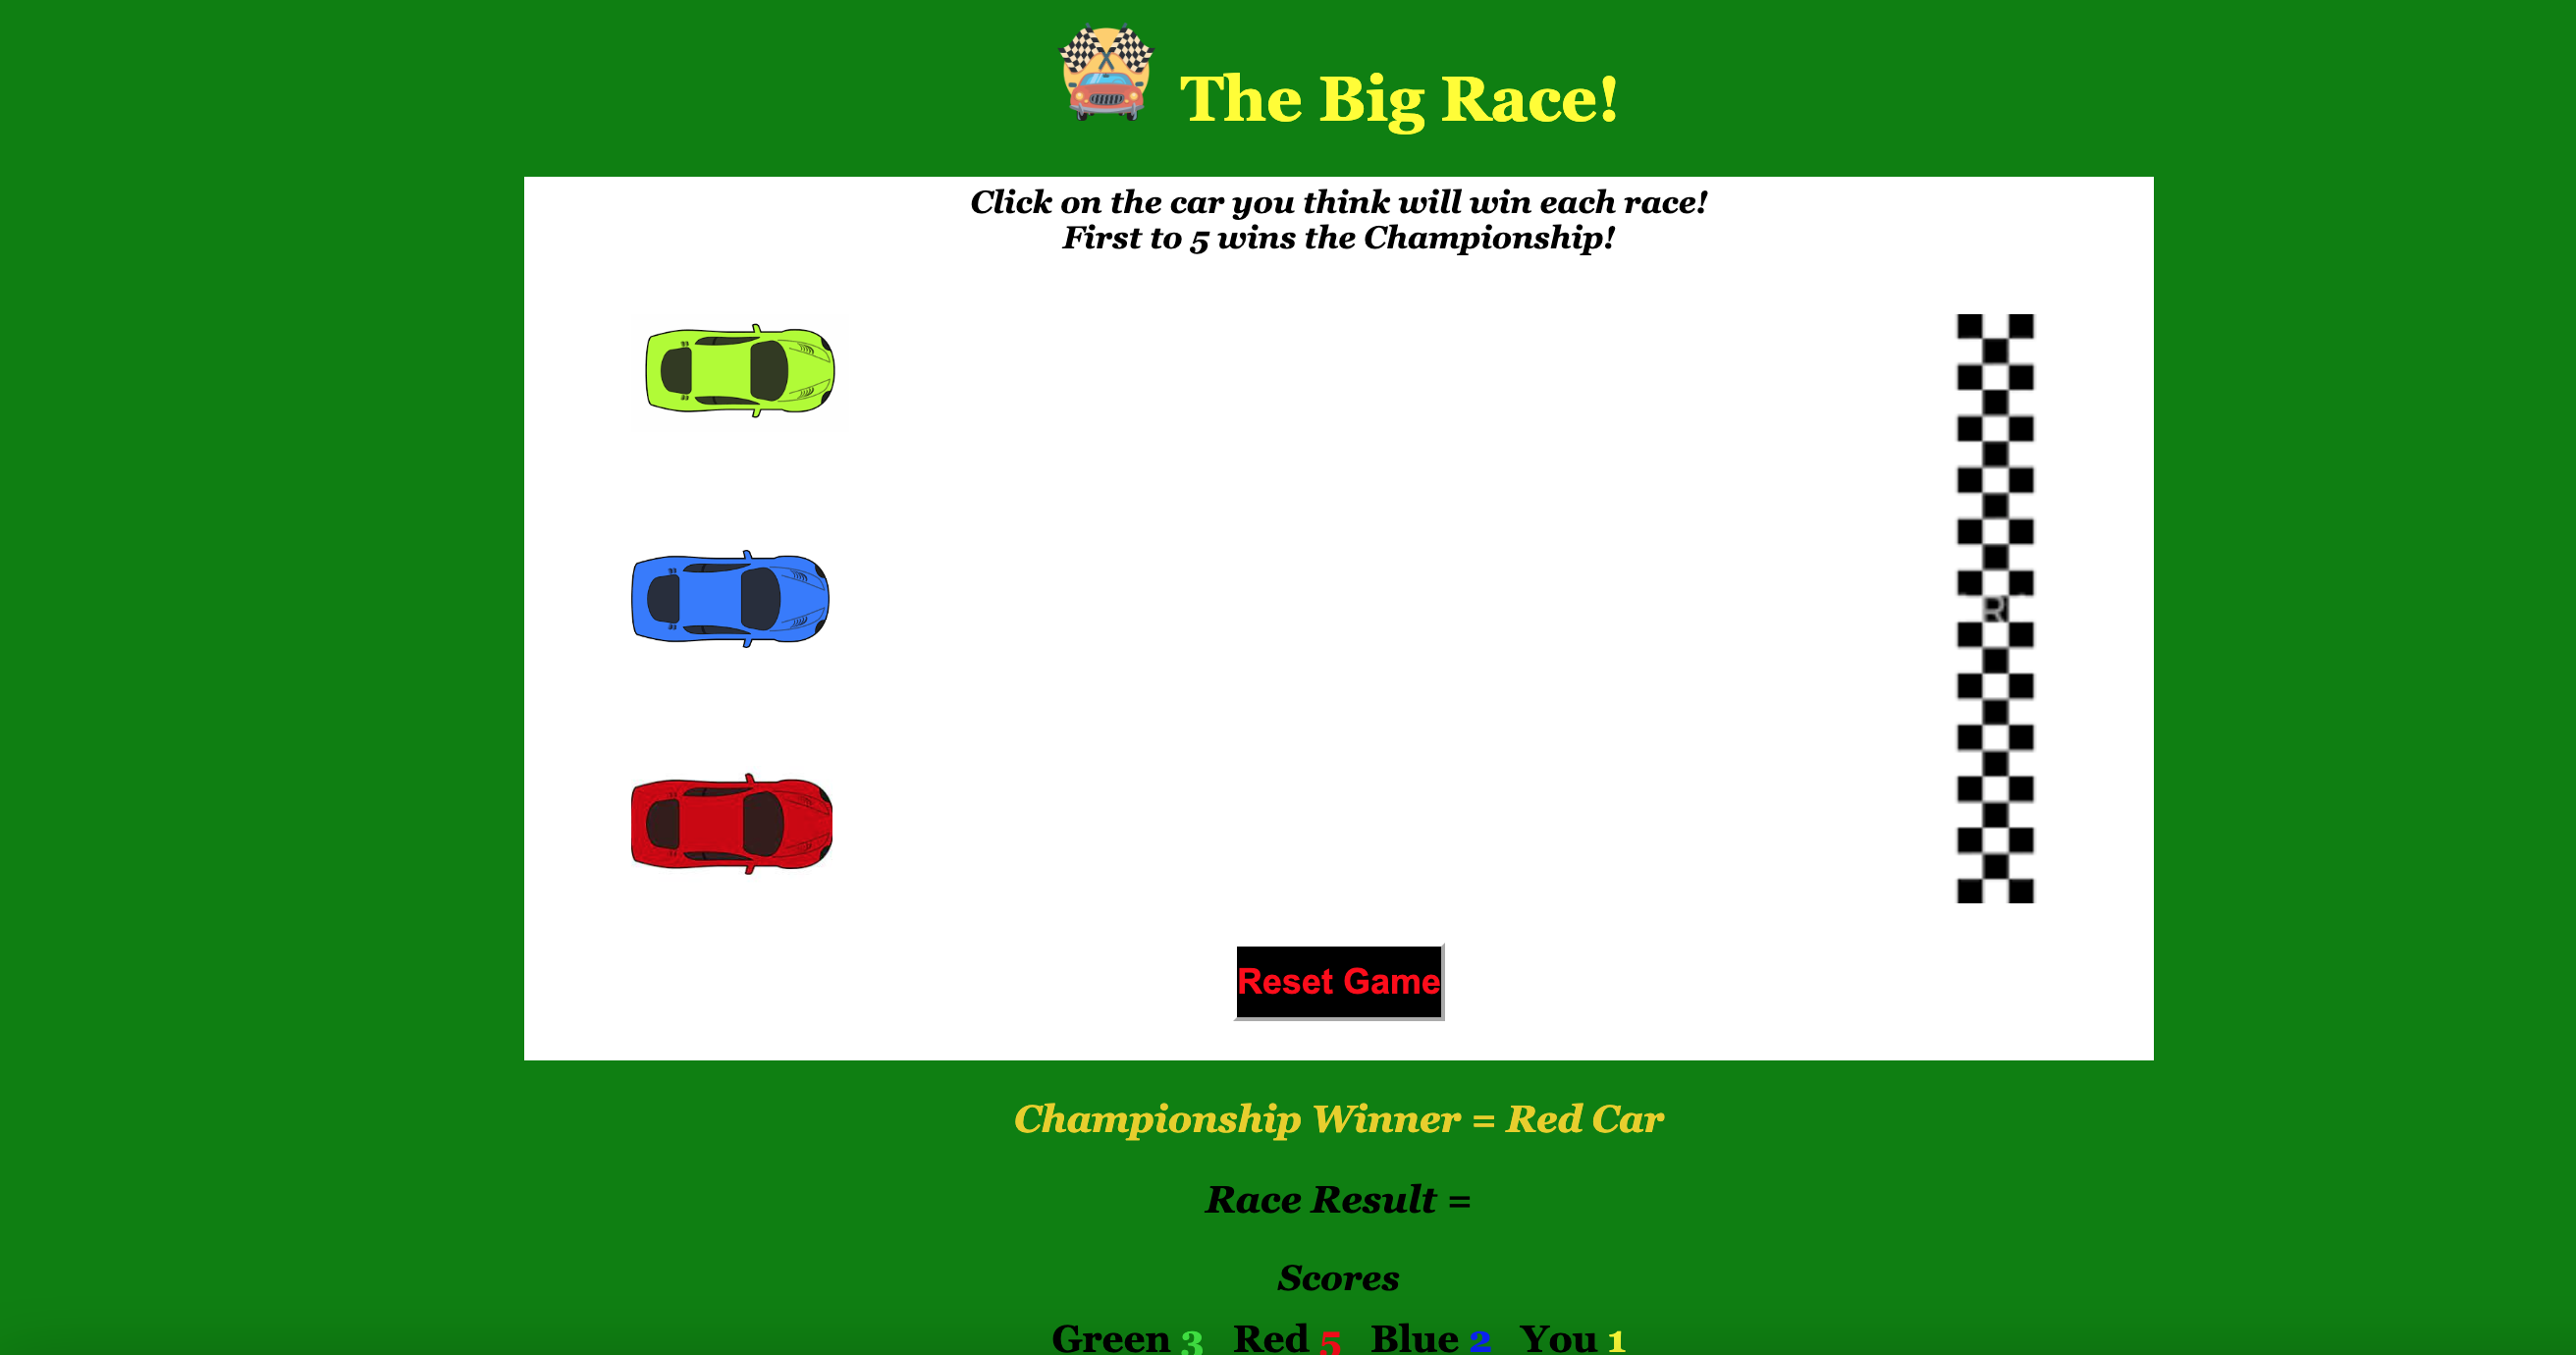 The Big Race!
Click on the car you think will win each race!
First to 5 wins the Championship!
R
Reset Game
Championship Winner = Red Car
Race Result =
Scores
Green 3 Red 5 Blue 2 You 1